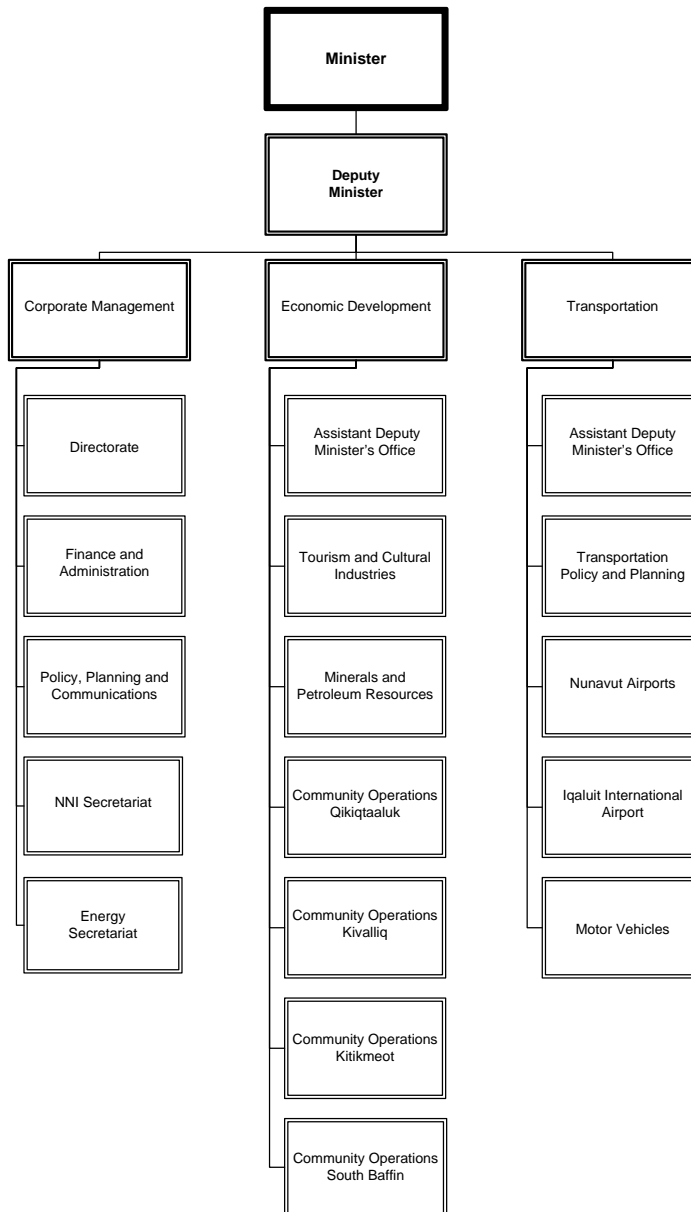 Minister
Deputy
Minister
Corporate Management
Economic Development
Transportation
Directorate
Finance and
Administration
Policy, Planning and
Communications
NNI Secretariat
Energy
Secretariat
Assistant Deputy
Minister's Office
Tourism and Cultural
Industries
Minerals and
Petroleum Resources
Community Operations
Qikiqtaaluk
Community Operations
Kivalliq
Community Operations
Kitikmeot
Community Operations
South Baffin
Assistant Deputy
Minister's Office
Transportation
Policy and Planning
Nunavut Airports
Iqaluit International
Airport
Motor Vehicles